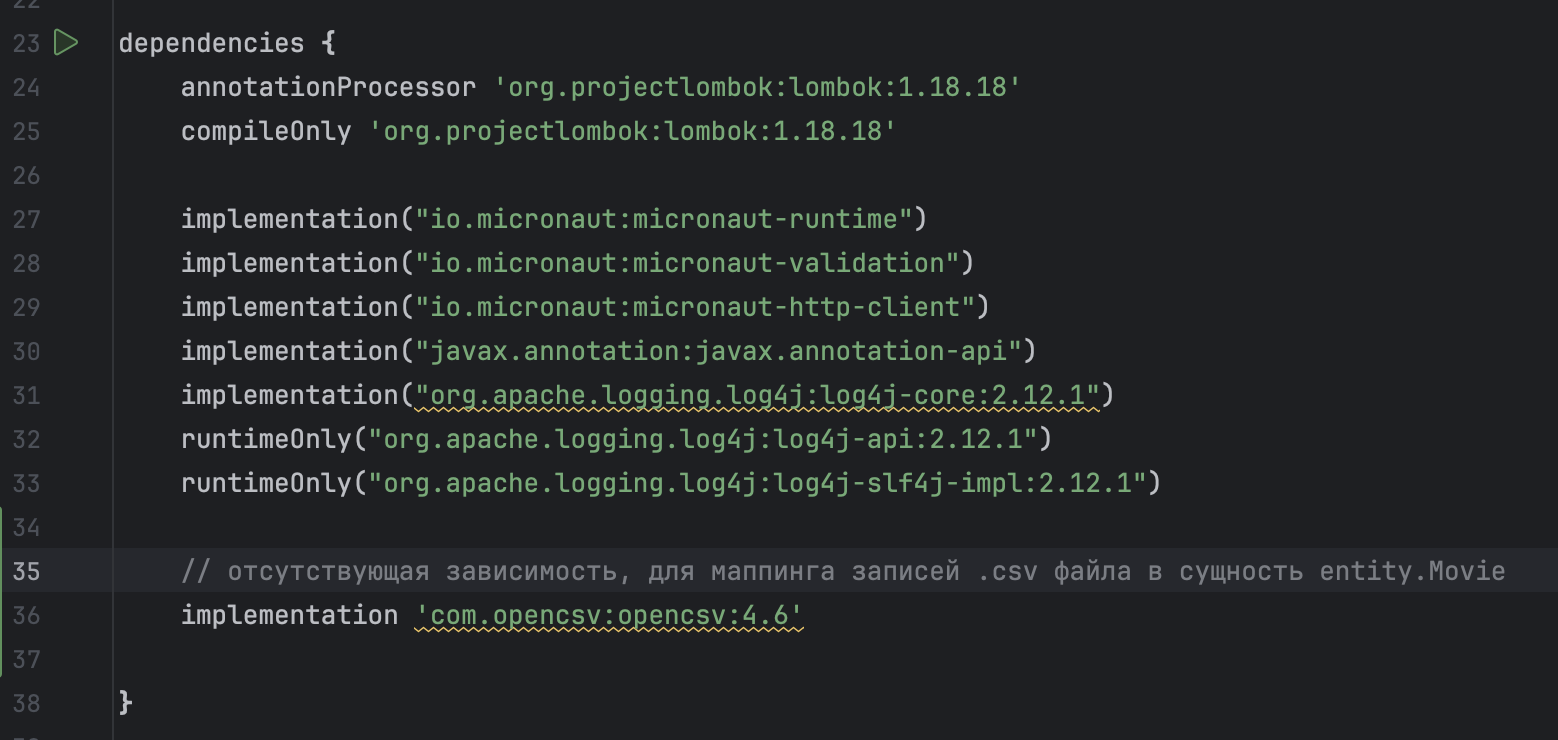 22
23 dependencies {
24 annotationProcessor 'org.projectlombok:lombok:1.18.18'
25 compileOnly 'org.projectlombok:lombok:1.18.18'
26
27 implementation("io.micronaut:micronaut-runtime")
28 implementation("io.micronaut:micronaut-validation")
29 implementation("io.micronaut:micronaut-http-client")
30 implementation("javax.annotation:javax.annotation-api")
31 implementation("org.apache.logging.log4j:log4j-core:2.12.1")
32 runtimeOnly("org.apache.logging.log4j:log4j-api:2.12.1")
33 runtimeOnly("org.apache.logging.log4j:log4j-slf4j-impl:2.12.1")
34
35 // отсутствующая зависимость, для маппинга записей .csv файла в сущность entity.Movie
36 implementation 'com.opencsv:opencsv:4.6'
37
38 }